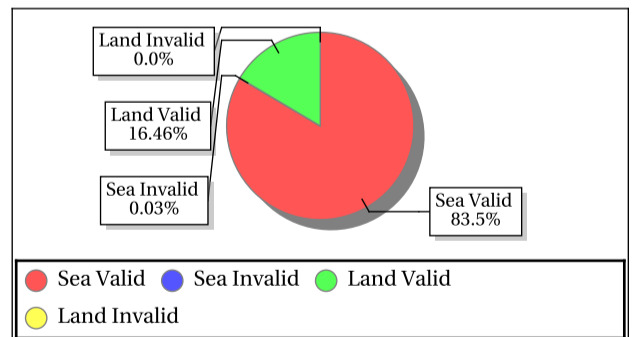 Land Invalid
0.0%
Land Valid
16.46%
Sea Invalid
0.03%
Sea Valid
83.5%
Sea Valid Sea Invalid Land Valid
Land Invalid